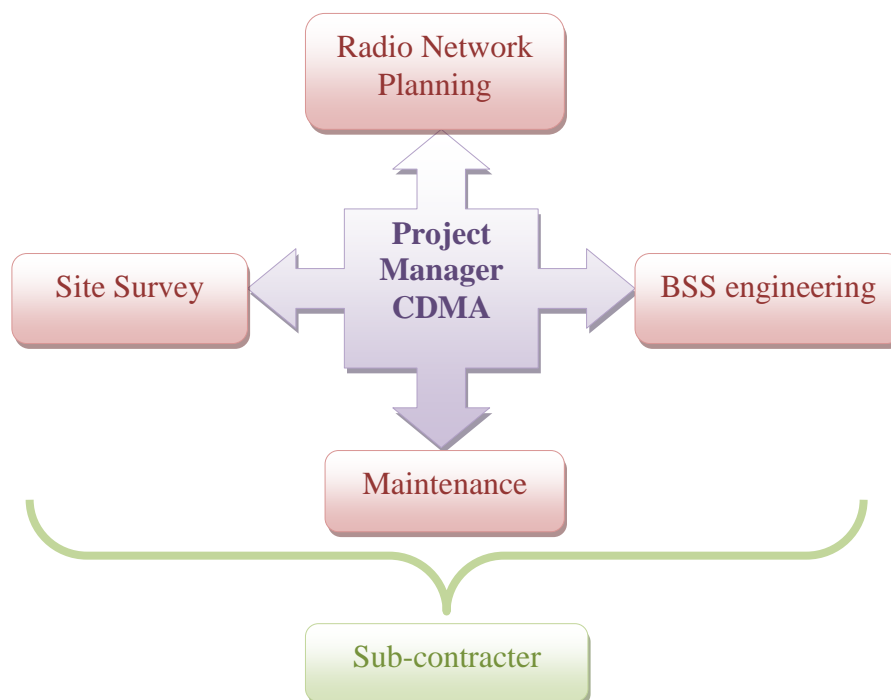 Radio Network
Planning
Project
Manager
CDMA
Site Survey
BSS engineering
Maintenance
Sub-contracter